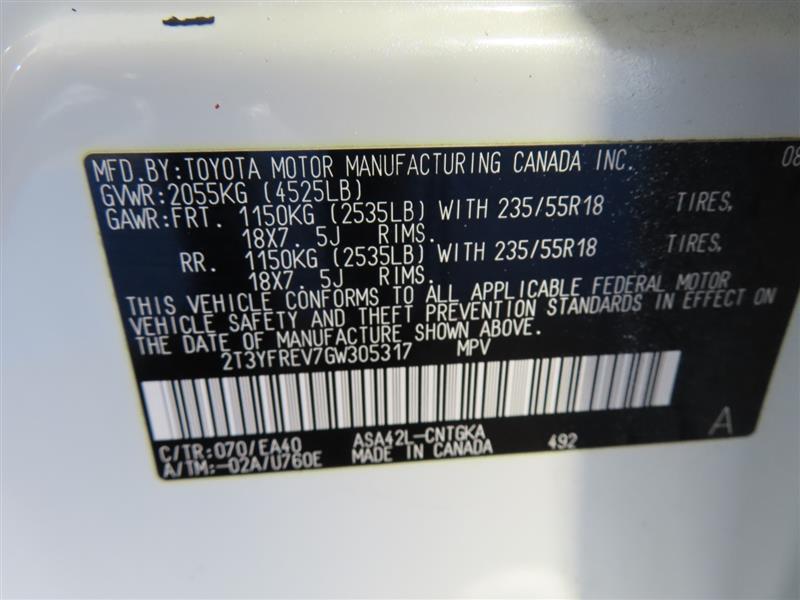 MFD.BY:TOYOTA MOTOR MANUFACTURING CANADA INC. 08
GVWR:2055KG (4525LB)
GAWR:FRT. 1150KG (2535LB) WITH 235/55R18 TIRES,
18X7. 5J RIMS.
RR. 1150KG (2535LB) WITH 235/55R18 TIRES,
18X7. 5J RIMS.
THIS VEHICLE CONFORMS TO ALL APPLICABLE FEDERAL MOTOR
VEHICLE SAFETY AND THEFT PREVENTION STANDARDS IN EFFECT ON
THE DATE OF MANUFACTURE SHOWN ABOVE.
2T3YFREV7GW305317 MPV
C/TR:070/EA40 ASA42L-CNTGKA 492 A
A/TM:-02A/U760E MADE IN CANADA